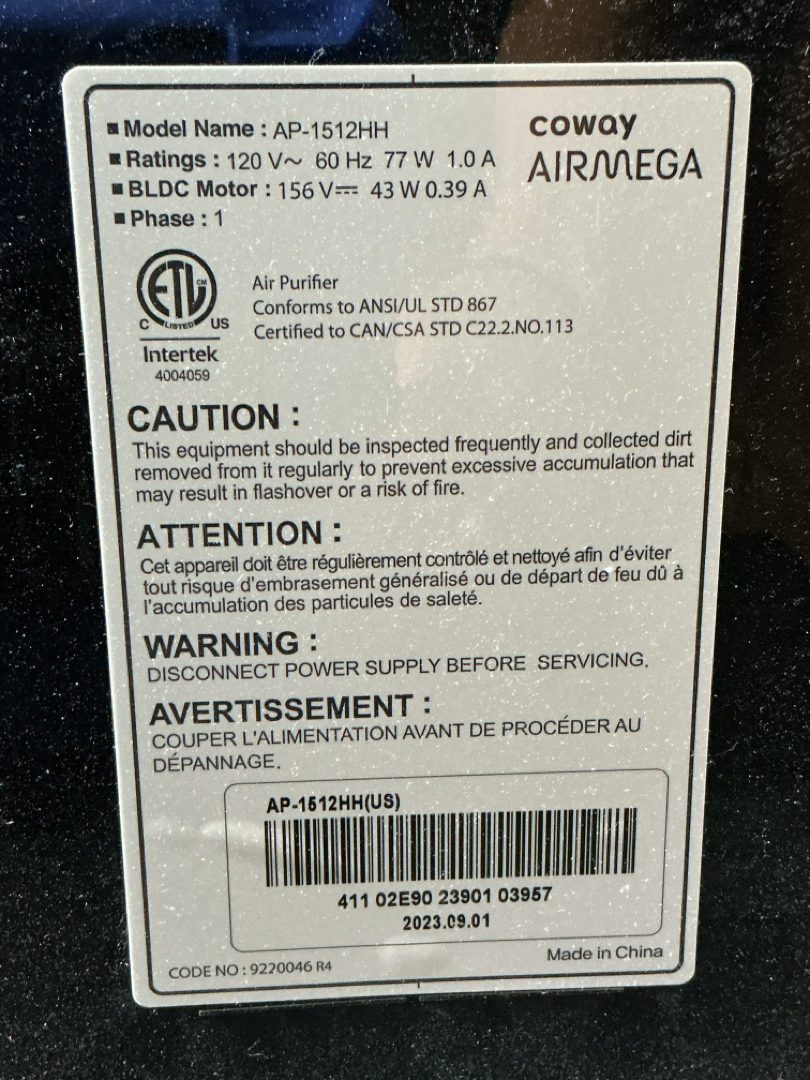 ■ Model Name : AP-1512HH
■ Ratings : 120 V~ 60 Hz 77 W 1.0 A
■ BLDC Motor : 156 V⎓ 43 W 0.39 A
■ Phase : 1
coway
AIRMEGA
ETL CM
C LISTED US
Intertek
4004059
Air Purifier
Conforms to ANSI/UL STD 867
Certified to CAN/CSA STD C22.2.NO.113
CAUTION :
This equipment should be inspected frequently and collected dirt
removed from it regularly to prevent excessive accumulation that
may result in flashover or a risk of fire.
ATTENTION :
Cet appareil doit être régulièrement contrôlé et nettoyé afin d'éviter
tout risque d'embrasement généralisé ou de départ de feu dû à
l'accumulation des particules de saleté.
WARNING :
DISCONNECT POWER SUPPLY BEFORE SERVICING.
AVERTISSEMENT :
COUPER L'ALIMENTATION AVANT DE PROCÉDER AU
DÉPANNAGE.
AP-1512HH(US)
411 02E90 23901 03957
2023.09.01
CODE NO : 9220046 R4
Made in China